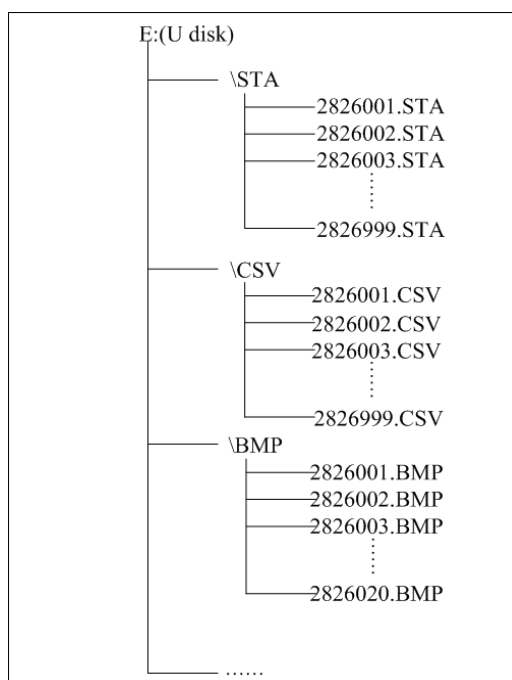 E:(U disk)
\STA
2826001.STA
2826002.STA
2826003.STA
2826999.STA
\CSV
2826001.CSV
2826002.CSV
2826003.CSV
2826999.CSV
\BMP
2826001.BMP
2826002.BMP
2826003.BMP
2826020.BMP
……